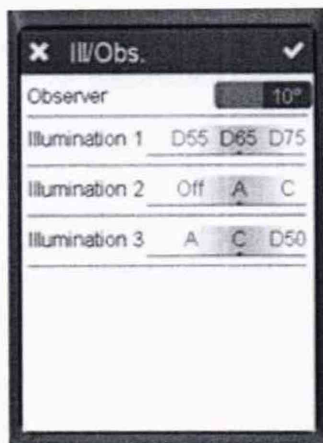 Ill/Obs.
Observer 10°
Illumination 1 D55 D65 D75
Illumination 2 Off A C
Illumination 3 A C D50